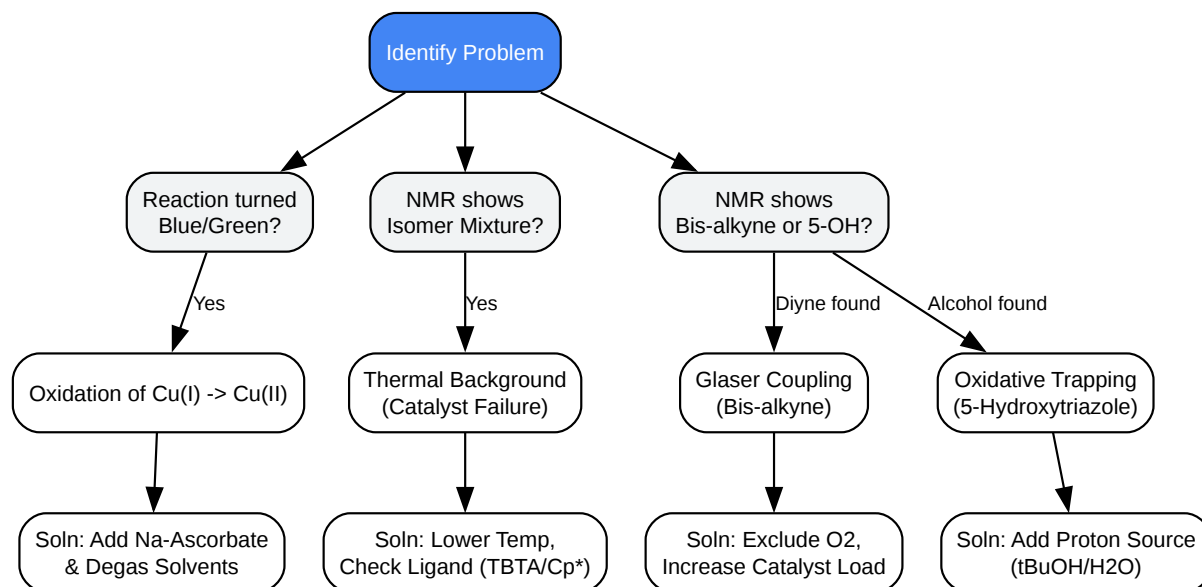 Identify Problem
Reaction turned
Blue/Green?
NMR shows
Isomer Mixture?
NMR shows
Bis-alkyne or 5-OH?
Yes
Yes
Diyne found
Alcohol found
Oxidation of Cu(I) -> Cu(II)
Thermal Background
(Catalyst Failure)
Glaser Coupling
(Bis-alkyne)
Oxidative Trapping
(5-Hydroxytriazole)
Soln: Add Na-Ascorbate
& Degas Solvents
Soln: Lower Temp,
Check Ligand (TBTA/Cp*)
Soln: Exclude O2,
Increase Catalyst Load
Soln: Add Proton Source
(tBuOH/H2O)